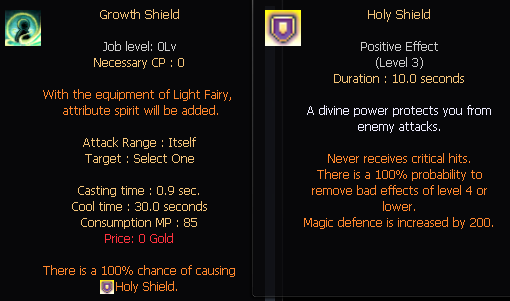 Growth Shield
Job level: 0Lv
Necessary CP : 0
With the equipment of Light Fairy,
attribute spirit will be added.
Attack Range : Itself
Target : Select One
Casting time : 0.9 sec.
Cool time : 30.0 seconds
Consumption MP : 85
Price: 0 Gold
There is a 100% chance of causing
Holy Shield.
Holy Shield
Positive Effect
(Level 3)
Duration : 10.0 seconds
A divine power protects you from
enemy attacks.
Never receives critical hits.
There is a 100% probability to
remove bad effects of level 4 or
lower.
Magic defence is increased by 200.